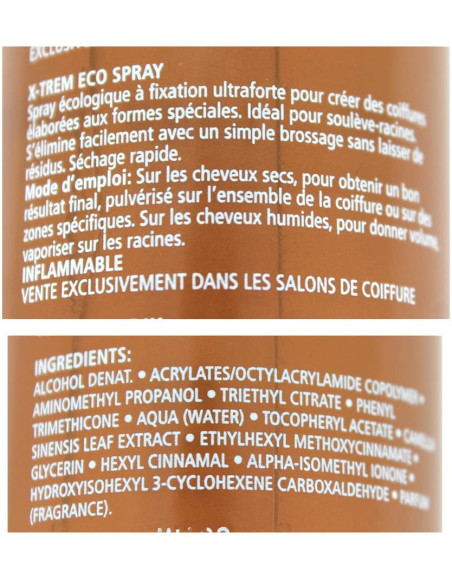 EXCLUSIV
X-TREM ECO SPRAY
Spray écologique à fixation ultraforte pour créer des coiffures
élaborées aux formes spéciales. Idéal pour soulève-racines.
S'élimine facilement avec un simple brossage sans laisser de
résidus. Séchage rapide.
Mode d'emploi: Sur les cheveux secs, pour obtenir un bon
résultat final, pulvérisé sur l'ensemble de la coiffure ou sur des
zones spécifiques. Sur les cheveux humides, pour donner volume,
vaporiser sur les racines.
INFLAMMABLE
VENTE EXCLUSIVEMENT DANS LES SALONS DE COIFFURE
INGREDIENTS:
ALCOHOL DENAT. • ACRYLATES/OCTYLACRYLAMIDE COPOLYMER •
AMINOMETHYL PROPANOL • TRIETHYL CITRATE • PHENYL
TRIMETHICONE • AQUA (WATER) • TOCOPHERYL ACETATE • CAMELLIA
SINENSIS LEAF EXTRACT • ETHYLHEXYL METHOXYCINNAMATE •
GLYCERIN • HEXYL CINNAMAL • ALPHA-ISOMETHYL IONONE •
HYDROXYISOHEXYL 3-CYCLOHEXENE CARBOXALDEHYDE • PARFUM
(FRAGRANCE).